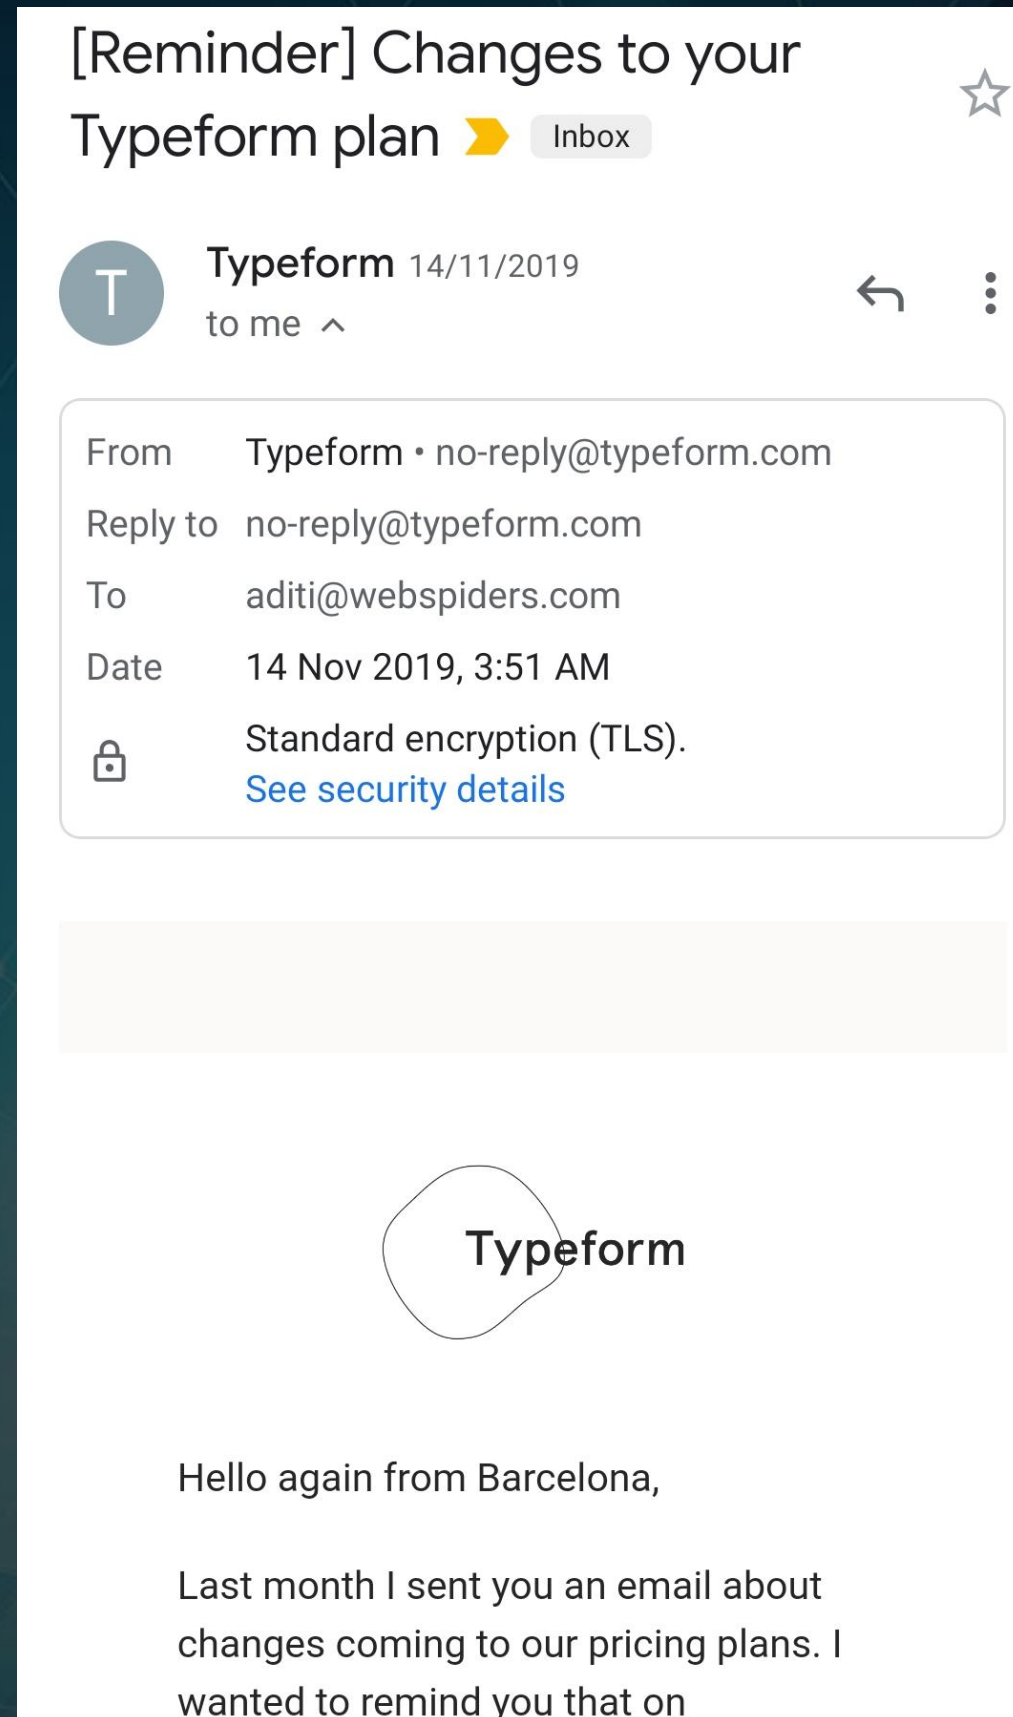 [Reminder] Changes to your
Typeform plan Inbox
T
Typeform 14/11/2019
to me
From Typeform • no-reply@typeform.com
Reply to no-reply@typeform.com
To aditi@webspiders.com
Date 14 Nov 2019, 3:51 AM
Standard encryption (TLS).
See security details
Typeform
Hello again from Barcelona,
Last month I sent you an email about
changes coming to our pricing plans. I
wanted to remind you that on